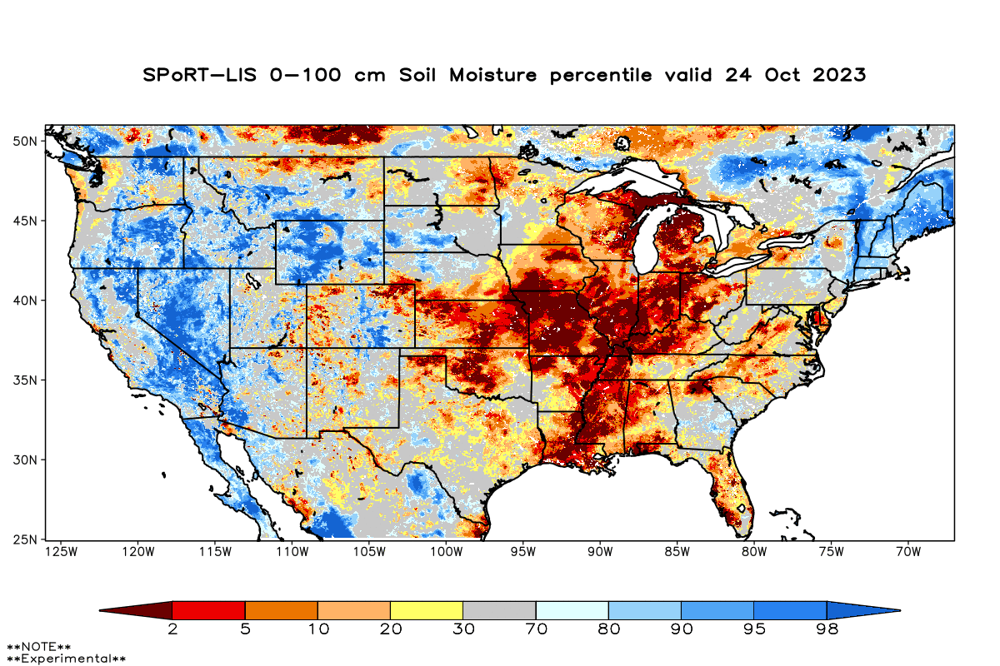 SPoRT-LIS 0-100 cm Soil Moisture percentile valid 24 Oct 2023
50N
45N
40N
35N
30N
25N
125W 120W 115W 110W 105W 100W 95W 90W 85W 80W 75W 70W
2 5 10 20 30 70 80 90 95 98
**NOTE**
**Experimental**